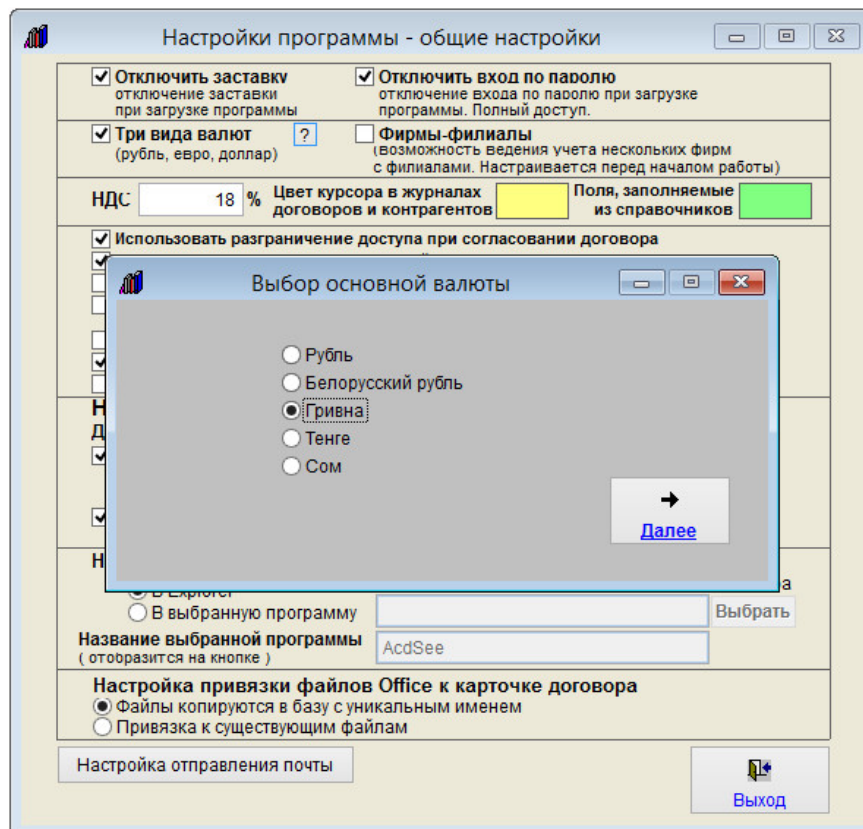 Настройки программы - общие настройки
Отключить заставку
отключение заставки
при загрузке программы
Отключить вход по паролю
отключение входа по паролю при загрузке
программы. Полный доступ.
Три вида валют ?
(рубль, евро, доллар)
Фирмы-филиалы
(возможность ведения учета нескольких фирм
с филиалами. Настраивается перед началом работы)
НДС 18 %
Цвет курсора в журналах
договоров и контрагентов
Поля, заполняемые
из справочников
Использовать разграничение доступа при согласовании договора
Выбор основной валюты
Рубль
Белорусский рубль
Гривна
Тенге
Сом
Далее
Н
Д
Н
а
В Explorer
В выбранную программу
Выбрать
Название выбранной программы
( отобразится на кнопке )
AcdSee
Настройка привязки файлов Office к карточке договора
Файлы копируются в базу с уникальным именем
Привязка к существующим файлам
Настройка отправления почты
Выход